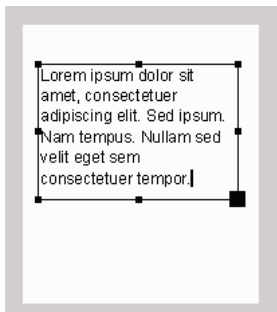 Lorem ipsum dolor sit
amet, consectetuer
adipiscing elit. Sed ipsum.
Nam tempus. Nullam sed
velit eget sem
consectetuer tempor.